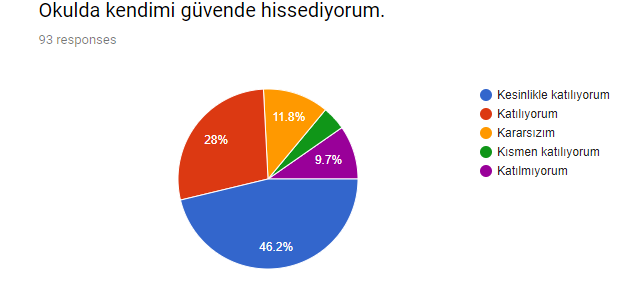 Okulda kendimi güvende hissediyorum.
93 responses
Kesinlikle katılıyorum
Katılıyorum
Kararsızım
Kısmen katılıyorum
Katılmıyorum
11.8%
28%
9.7%
46.2%